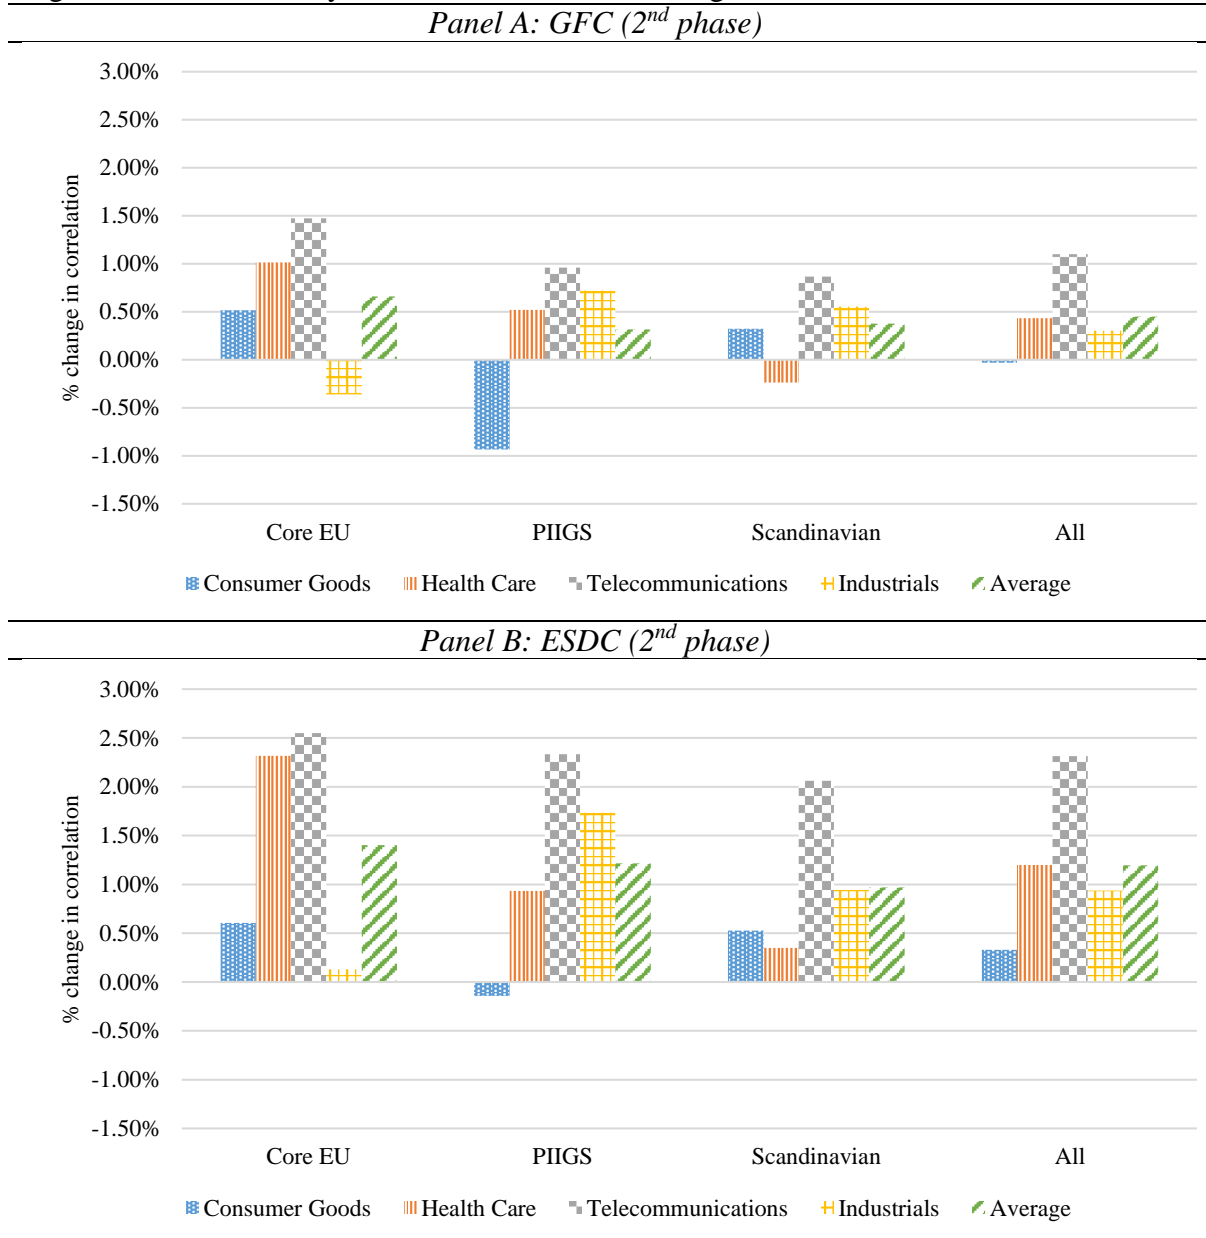 Panel A: GFC (2nd phase)
3.00%
2.50%
2.00%
1.50%
1.00%
0.50%
0.00%
-0.50%
-1.00%
-1.50%
% change in correlation
Core EU PIIGS Scandinavian All
Consumer Goods Health Care Telecommunications Industrials Average
Panel B: ESDC (2nd phase)
3.00%
2.50%
2.00%
1.50%
1.00%
0.50%
0.00%
-0.50%
-1.00%
-1.50%
% change in correlation
Core EU PIIGS Scandinavian All
Consumer Goods Health Care Telecommunications Industrials Average